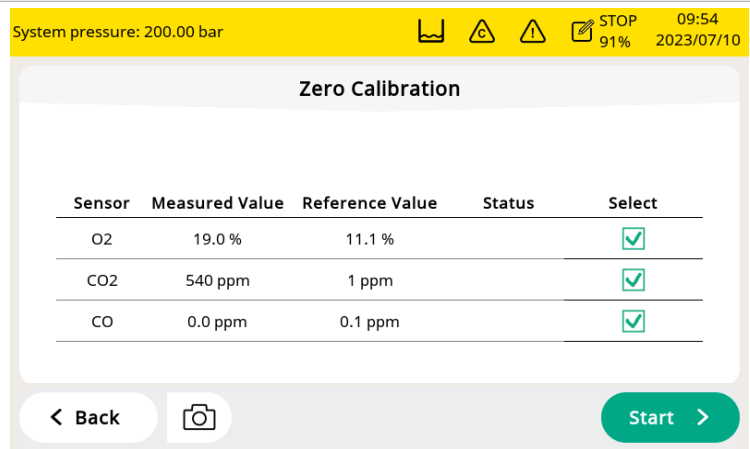 System pressure: 200.00 bar
STOP
91%
09:54
2023/07/10
Zero Calibration
Sensor Measured Value Reference Value Status Select
O2 19.0 % 11.1 %
CO2 540 ppm 1 ppm
CO 0.0 ppm 0.1 ppm
Back
Start